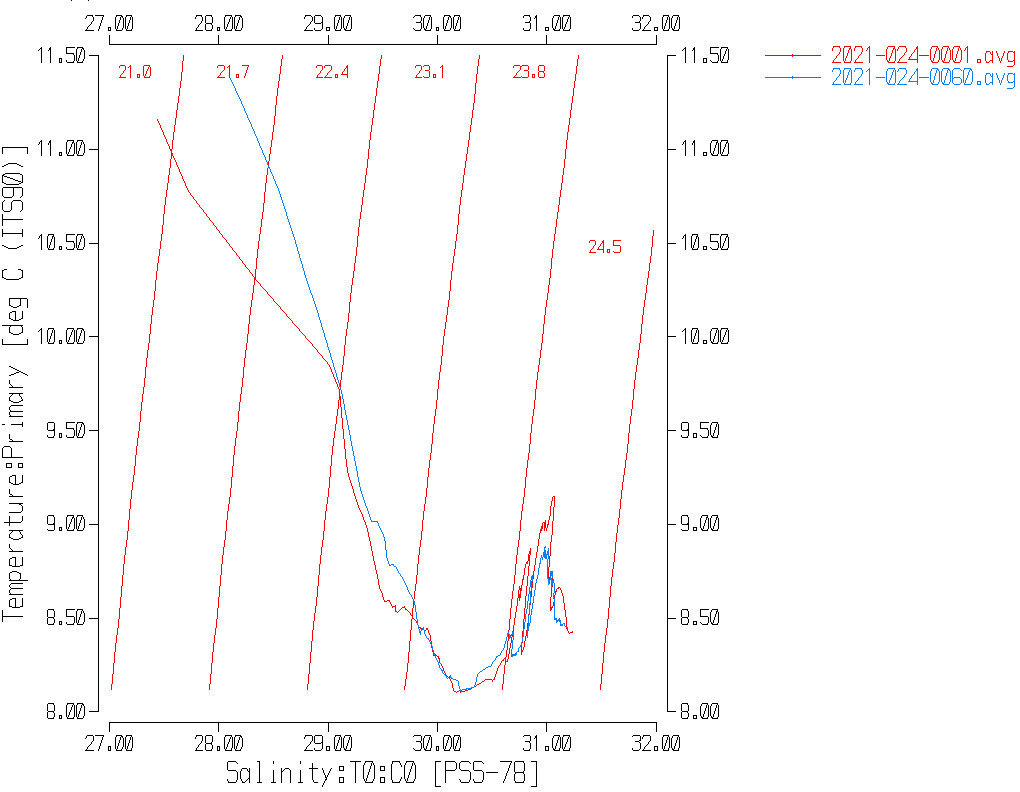 27.00 28.00 29.00 30.00 31.00 32.00
11.50 11.50
21.0 21.7 22.4 23.1 23.8
2021-024-0001.avg
2021-024-0060.avg
11.00 11.00
10.50 10.50
24.5
10.00 10.00
9.50 9.50
9.00 9.00
8.50 8.50
8.00 8.00
Temperature:Primary [deg C (ITS90)]
27.00 28.00 29.00 30.00 31.00 32.00
Salinity:T0:C0 [PSS-78]